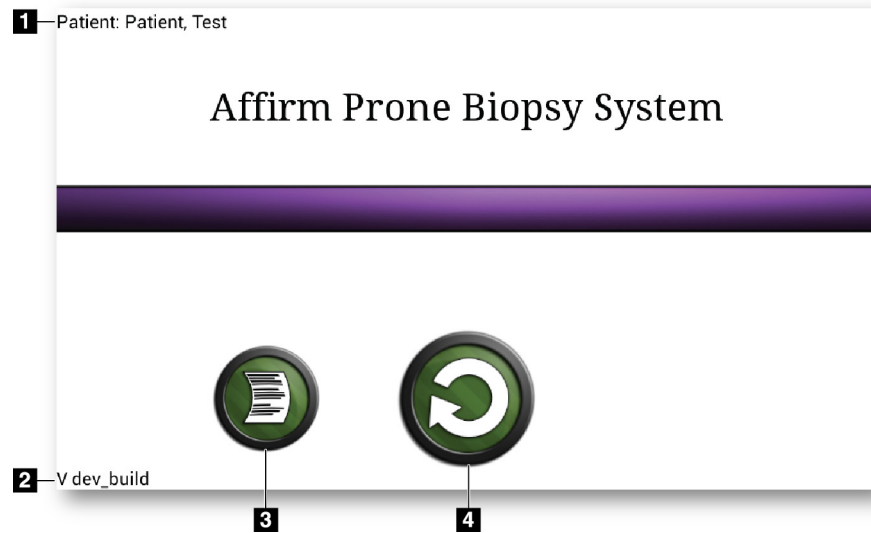 1 Patient: Patient, Test
Affirm Prone Biopsy System
2 V dev_build
3 4